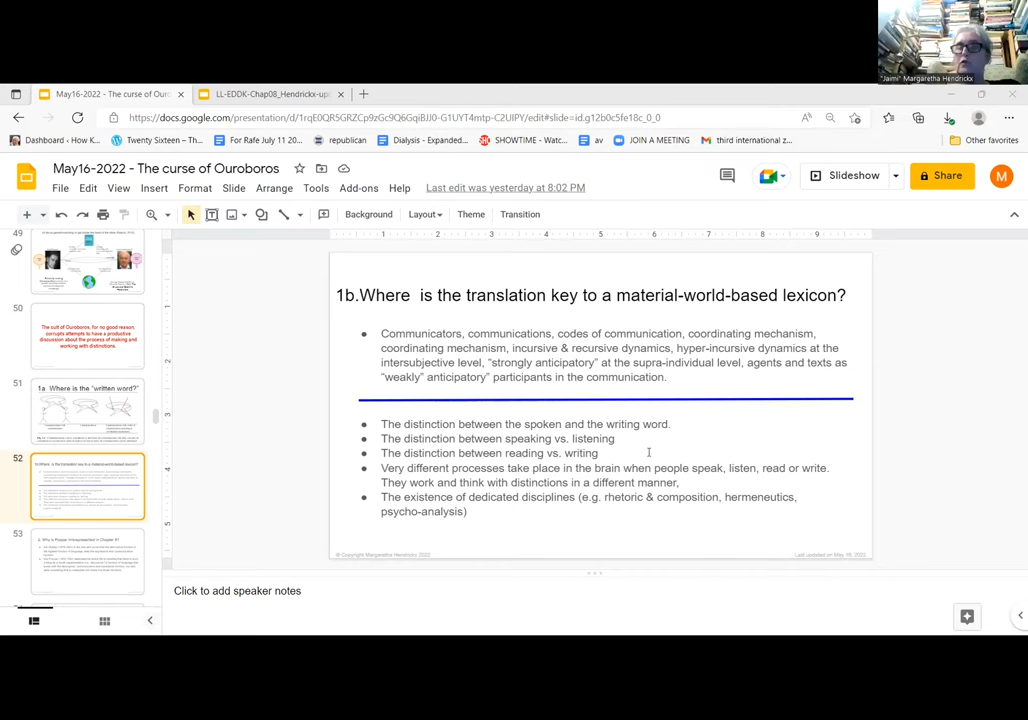 "Jaimi" Margaretha Hendrickx
May16-2022 - The curse of Ouro
LL-EDDK-Chap08_Hendrickx-up
https://docs.google.com/presentation/d/1rqE0QR5GRZCp9zGc9Q6GqiBJJ0-G1UYT4mtp-C2UIPY/edit#slide=id.g12b0c5fe18c_0_0
Dashboard ‹ How K...
Twenty Sixteen – Th...
For Rafe July 11 20...
republican
Dialysis - Expanded...
SHOWTIME - Watc...
av
JOIN A MEETING
third international z...
Other favorites
May16-2022 - The curse of Ouroboros
File Edit View Insert Format Slide Arrange Tools Add-ons Help Last edit was yesterday at 8:02 PM
Slideshow
Share
M
Background Layout Theme Transition
1 2 3 4 5 6 7 8 9
49
50
The cult of Ouroboros, for no good reason,
corrupts attempts to have a productive
discussion about the process of making and
working with distinctions.
51
1a Where is the "written word?"
52
53
1b.Where is the translation key to a material-world-based lexicon?
● Communicators, communications, codes of communication, coordinating mechanism,
coordinating mechanism, incursive & recursive dynamics, hyper-incursive dynamics at the
intersubjective level, “strongly anticipatory” at the supra-individual level, agents and texts as
“weakly” anticipatory” participants in the communication.
● The distinction between the spoken and the writing word.
● The distinction between speaking vs. listening
● The distinction between reading vs. writing
● Very different processes take place in the brain when people speak, listen, read or write.
They work and think with distinctions in a different manner,
● The existence of dedicated disciplines (e.g. rhetoric & composition, hermeneutics,
psycho-analysis)
© Copyright Margaretha Hendrickx 2022
Last updated on May 16, 2022
Click to add speaker notes